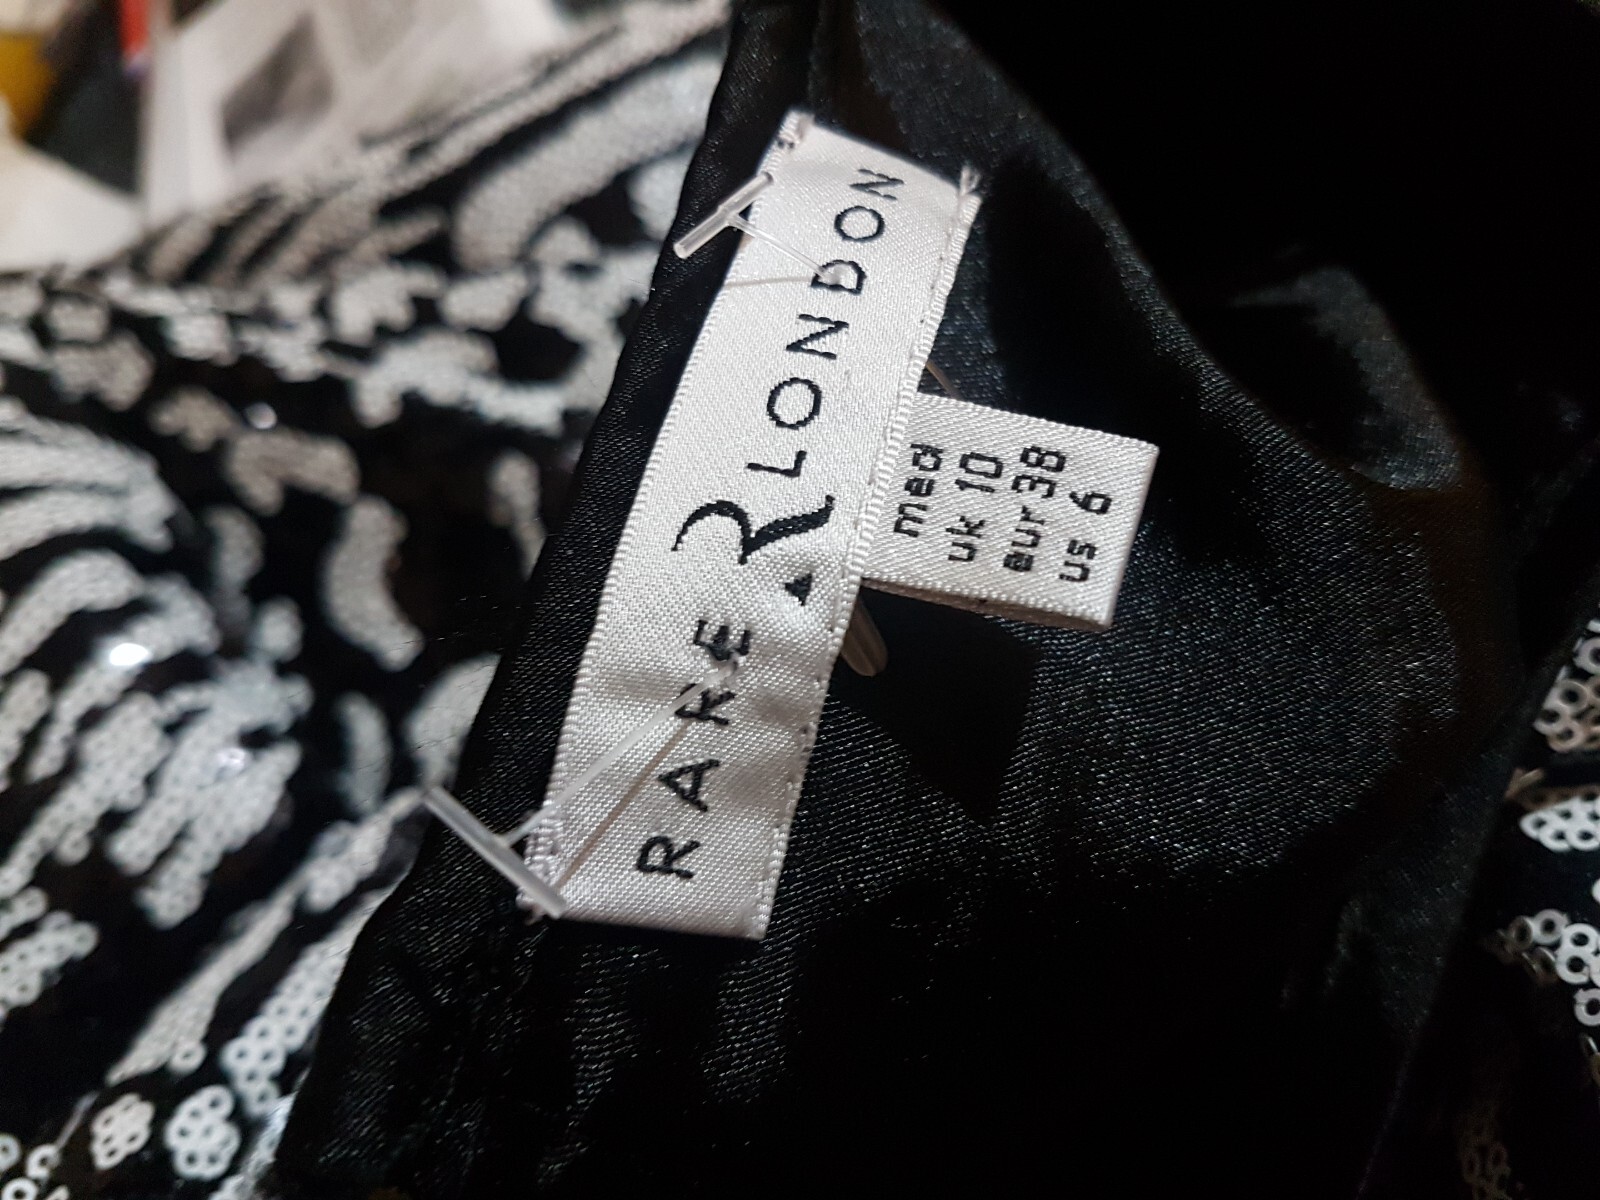 RARE R LONDON
med
uk 10
eur 38
us 6